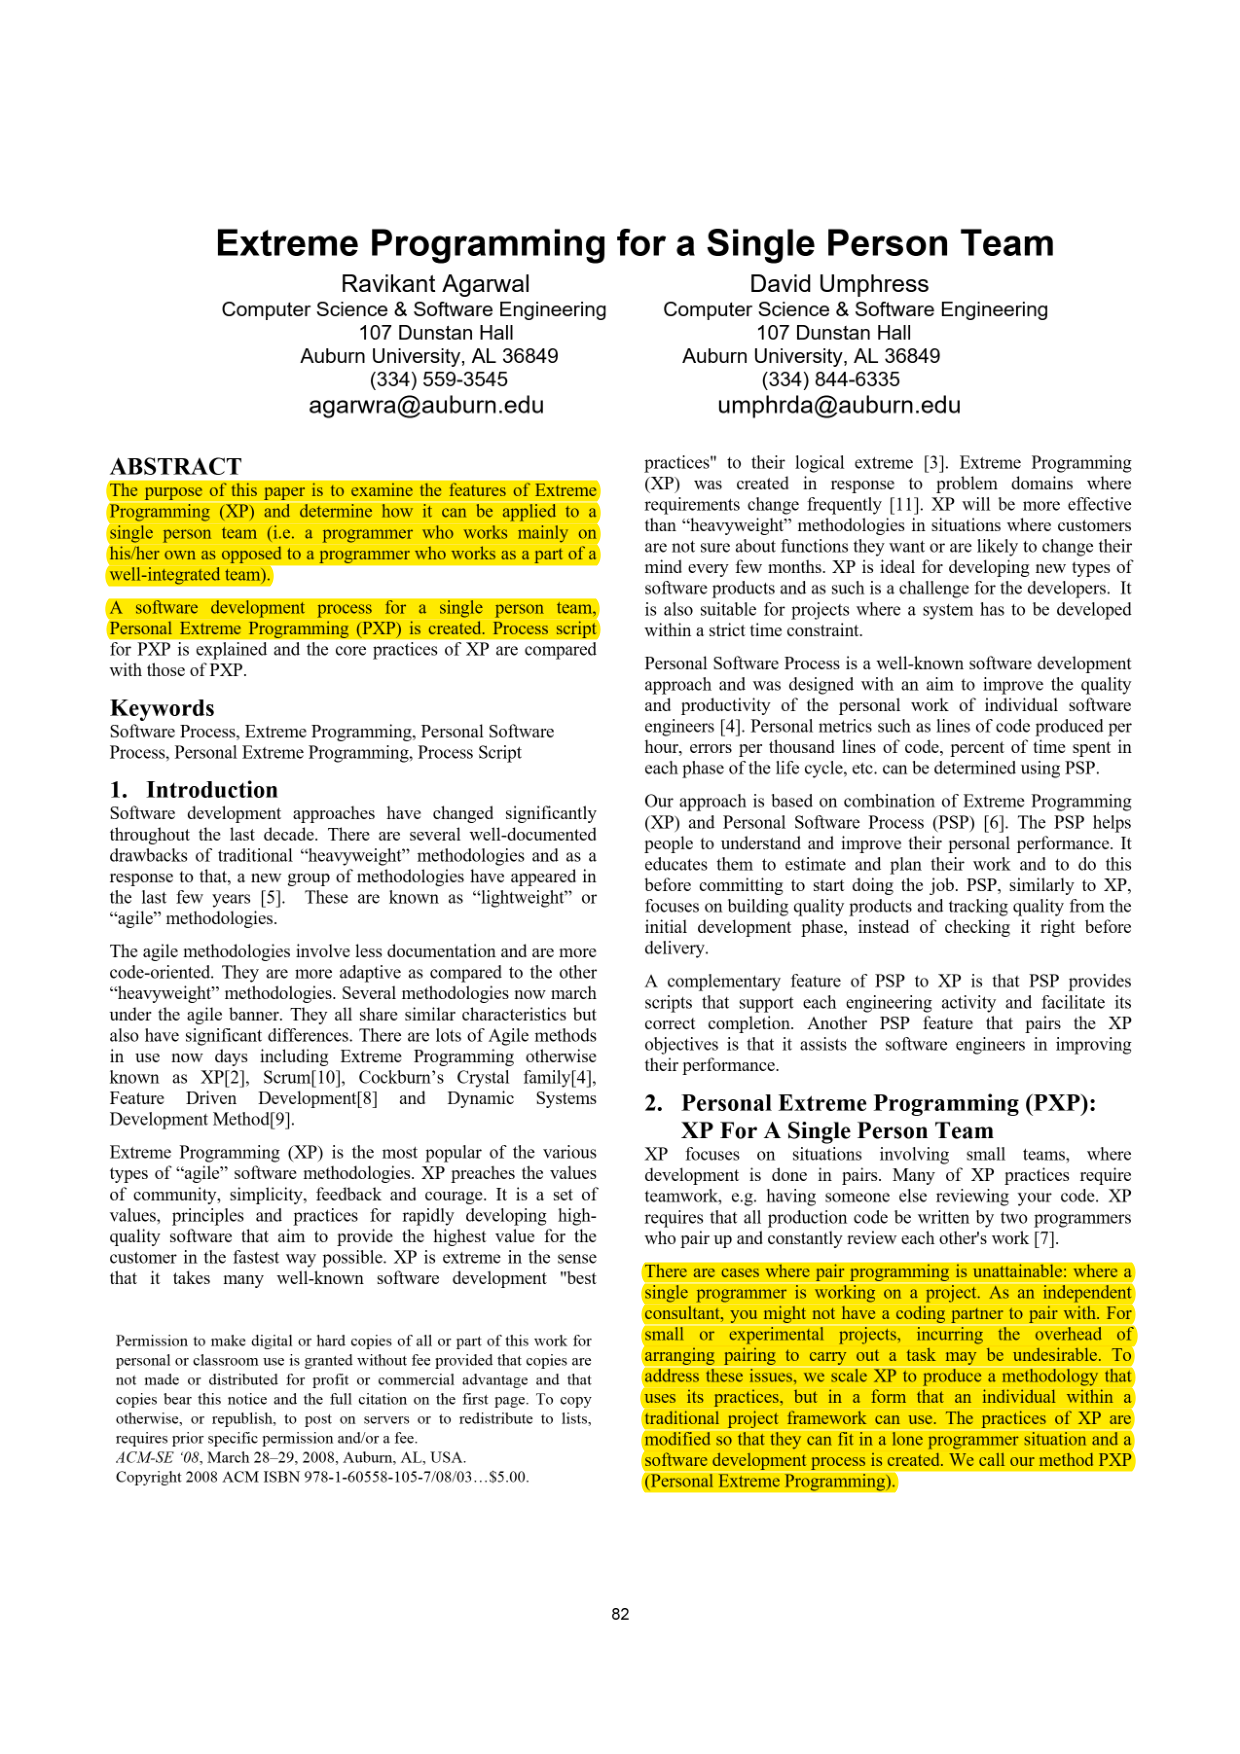 Extreme Programming for a Single Person Team
Ravikant Agarwal
Computer Science & Software Engineering
107 Dunstan Hall
Auburn University, AL 36849
(334) 559-3545
agarwra@auburn.edu
David Umphress
Computer Science & Software Engineering
107 Dunstan Hall
Auburn University, AL 36849
(334) 844-6335
umphrda@auburn.edu
ABSTRACT
The purpose of this paper is to examine the features of Extreme
Programming (XP) and determine how it can be applied to a
single person team (i.e. a programmer who works mainly on
his/her own as opposed to a programmer who works as a part of a
well-integrated team).
A software development process for a single person team,
Personal Extreme Programming (PXP) is created. Process script
for PXP is explained and the core practices of XP are compared
with those of PXP.
Keywords
Software Process, Extreme Programming, Personal Software
Process, Personal Extreme Programming, Process Script
1. Introduction
Software development approaches have changed significantly
throughout the last decade. There are several well-documented
drawbacks of traditional “heavyweight” methodologies and as a
response to that, a new group of methodologies have appeared in
the last few years [5]. These are known as “lightweight” or
“agile” methodologies.
The agile methodologies involve less documentation and are more
code-oriented. They are more adaptive as compared to the other
“heavyweight” methodologies. Several methodologies now march
under the agile banner. They all share similar characteristics but
also have significant differences. There are lots of Agile methods
in use now days including Extreme Programming otherwise
known as XP[2], Scrum[10], Cockburn’s Crystal family[4],
Feature Driven Development[8] and Dynamic Systems
Development Method[9].
Extreme Programming (XP) is the most popular of the various
types of “agile” software methodologies. XP preaches the values
of community, simplicity, feedback and courage. It is a set of
values, principles and practices for rapidly developing high-
quality software that aim to provide the highest value for the
customer in the fastest way possible. XP is extreme in the sense
that it takes many well-known software development "best
Permission to make digital or hard copies of all or part of this work for
personal or classroom use is granted without fee provided that copies are
not made or distributed for profit or commercial advantage and that
copies bear this notice and the full citation on the first page. To copy
otherwise, or republish, to post on servers or to redistribute to lists,
requires prior specific permission and/or a fee.
ACM-SE ‘08, March 28–29, 2008, Auburn, AL, USA.
Copyright 2008 ACM ISBN 978-1-60558-105-7/08/03…$5.00.
practices" to their logical extreme [3]. Extreme Programming
(XP) was created in response to problem domains where
requirements change frequently [11]. XP will be more effective
than “heavyweight” methodologies in situations where customers
are not sure about functions they want or are likely to change their
mind every few months. XP is ideal for developing new types of
software products and as such is a challenge for the developers. It
is also suitable for projects where a system has to be developed
within a strict time constraint.
Personal Software Process is a well-known software development
approach and was designed with an aim to improve the quality
and productivity of the personal work of individual software
engineers [4]. Personal metrics such as lines of code produced per
hour, errors per thousand lines of code, percent of time spent in
each phase of the life cycle, etc. can be determined using PSP.
Our approach is based on combination of Extreme Programming
(XP) and Personal Software Process (PSP) [6]. The PSP helps
people to understand and improve their personal performance. It
educates them to estimate and plan their work and to do this
before committing to start doing the job. PSP, similarly to XP,
focuses on building quality products and tracking quality from the
initial development phase, instead of checking it right before
delivery.
A complementary feature of PSP to XP is that PSP provides
scripts that support each engineering activity and facilitate its
correct completion. Another PSP feature that pairs the XP
objectives is that it assists the software engineers in improving
their performance.
2. Personal Extreme Programming (PXP):
XP For A Single Person Team
XP focuses on situations involving small teams, where
development is done in pairs. Many of XP practices require
teamwork, e.g. having someone else reviewing your code. XP
requires that all production code be written by two programmers
who pair up and constantly review each other's work [7].
There are cases where pair programming is unattainable: where a
single programmer is working on a project. As an independent
consultant, you might not have a coding partner to pair with. For
small or experimental projects, incurring the overhead of
arranging pairing to carry out a task may be undesirable. To
address these issues, we scale XP to produce a methodology that
uses its practices, but in a form that an individual within a
traditional project framework can use. The practices of XP are
modified so that they can fit in a lone programmer situation and a
software development process is created. We call our method PXP
(Personal Extreme Programming).
82